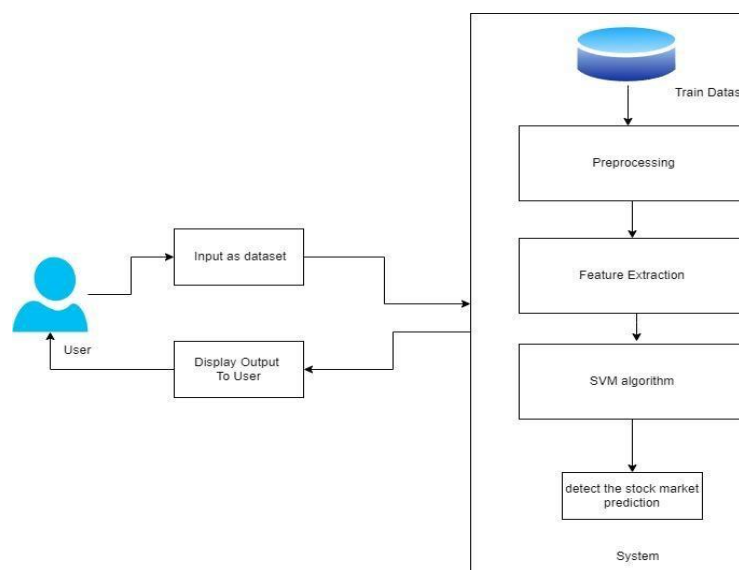 Train Datas
Preprocessing
Input as dataset
Feature Extraction
User
Display Output
To User
SVM algorithm
detect the stock market
prediction
System